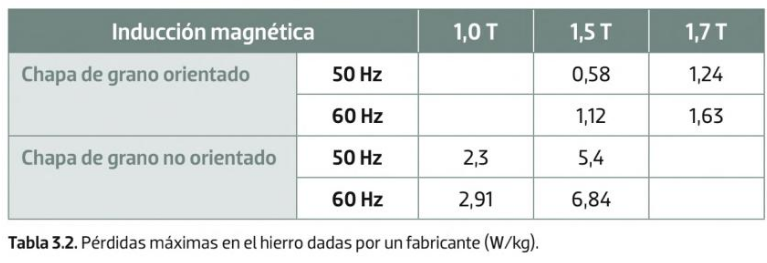 Inducción magnética 1,0 T 1,5 T 1,7 T
Chapa de grano orientado 50 Hz 0,58 1,24
60 Hz 1,12 1,63
Chapa de grano no orientado 50 Hz 2,3 5,4
60 Hz 2,91 6,84
Tabla 3.2. Pérdidas máximas en el hierro dadas por un fabricante (W/kg).